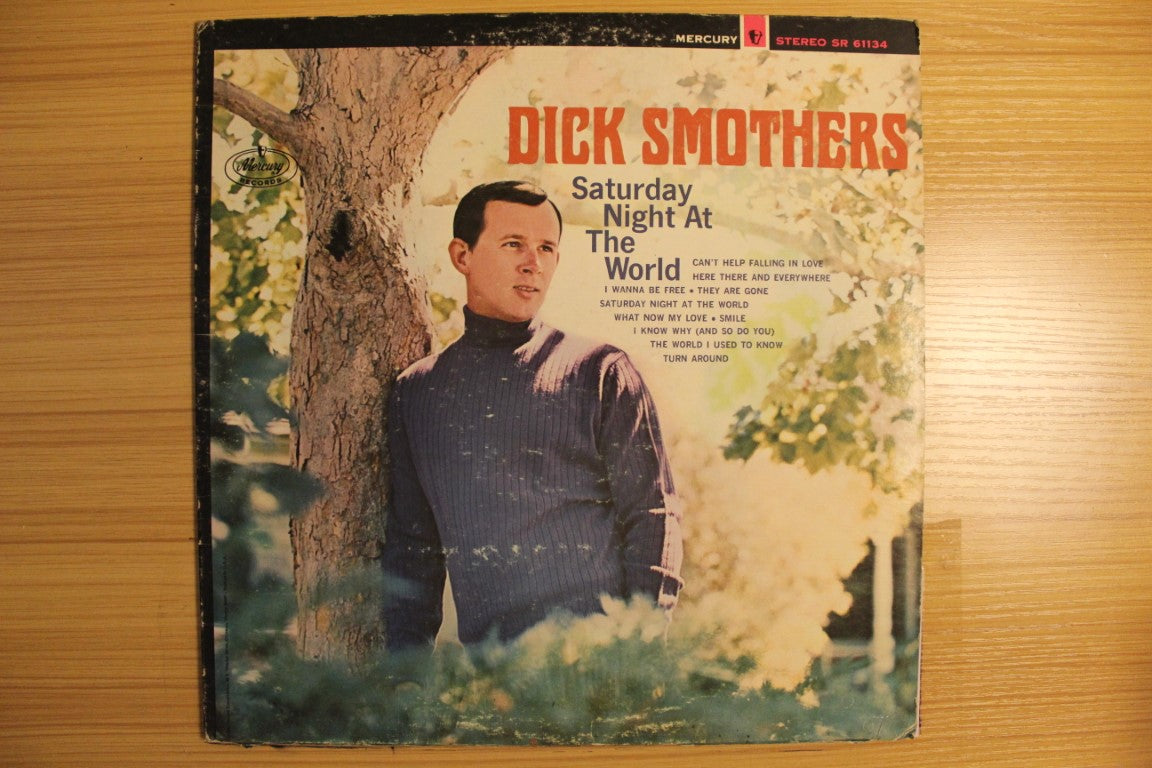 MERCURY STEREO SR 61134
DICK SMOTHERS
Mercury
RECORDS
Saturday
Night At
The
World
CAN'T HELP FALLING IN LOVE
HERE THERE AND EVERYWHERE
I WANNA BE FREE • THEY ARE GONE
SATURDAY NIGHT AT THE WORLD
WHAT NOW MY LOVE • SMILE
I KNOW WHY (AND SO DO YOU)
THE WORLD I USED TO KNOW
TURN AROUND